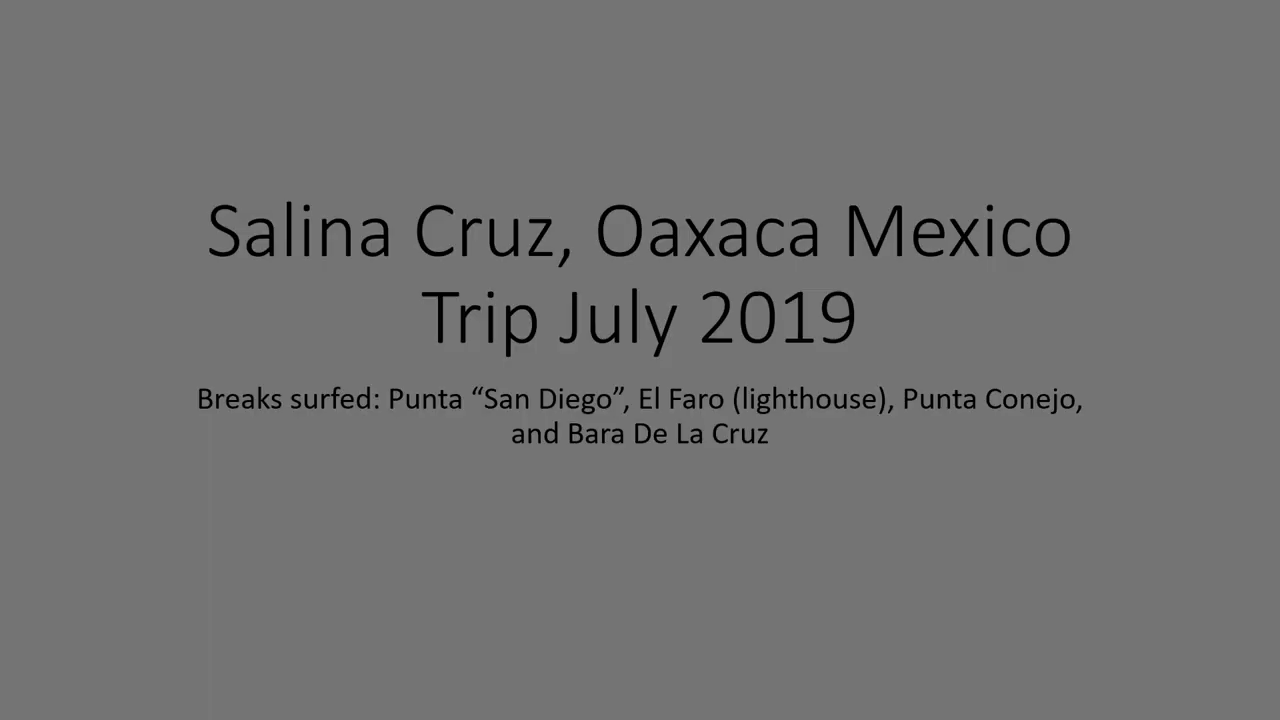 Salina Cruz, Oaxaca Mexico
Trip July 2019
Breaks surfed: Punta “San Diego”, El Faro (lighthouse), Punta Conejo,
and Bara De La Cruz